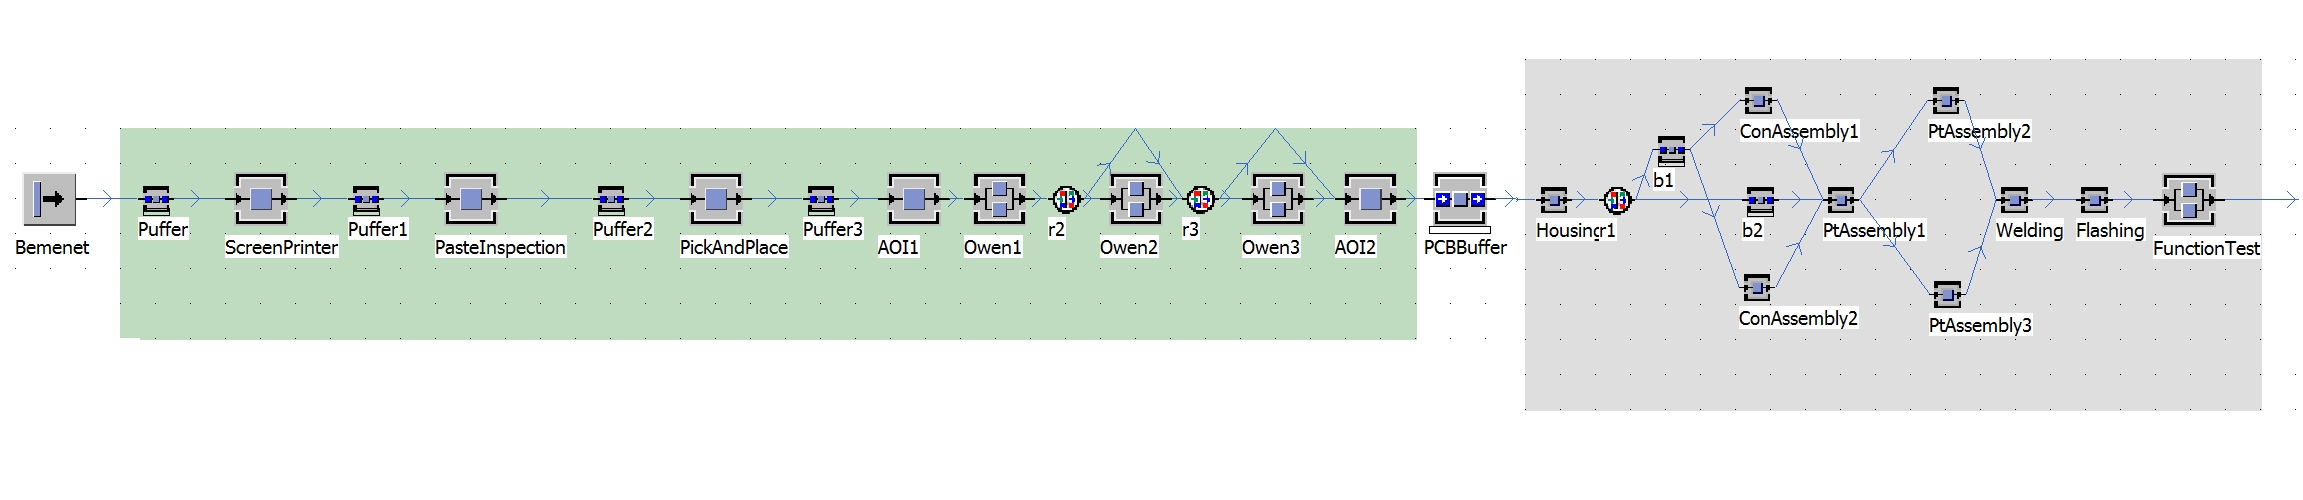 Bemenet
Puffer
ScreenPrinter
Puffer1
PasteInspection
Puffer2
PickAndPlace
Puffer3
AOI1
Owen1
r2
Owen2
r3
Owen3
AOI2
PCBBuffer
Housing
r1
b1
ConAssembly1
b2
ConAssembly2
PtAssembly1
PtAssembly2
PtAssembly3
Welding
Flashing
FunctionTest